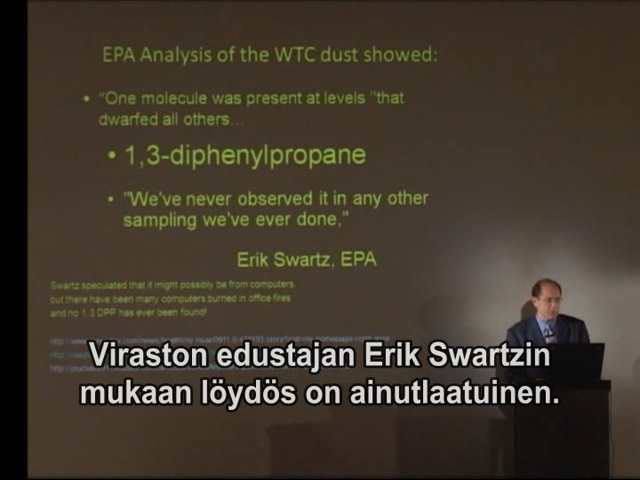 EPA Analysis of the WTC dust showed:
• “One molecule was present at levels "that
dwarfed all others…
• 1,3-diphenylpropane
• "We've never observed it in any other
sampling we've ever done,"
Erik Swartz, EPA
Swartz speculated that it might possibly be from computers,
but there have been many computers burned in office fires
and no 1,3 DPP has ever been found!
Viraston edustajan Erik Swartzin
mukaan löydös on ainutlaatuinen.